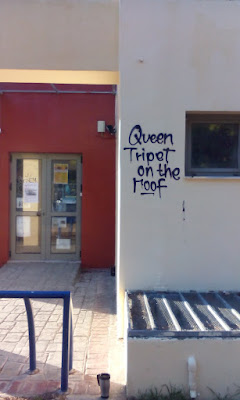 Queen
Tripet
on the
roof